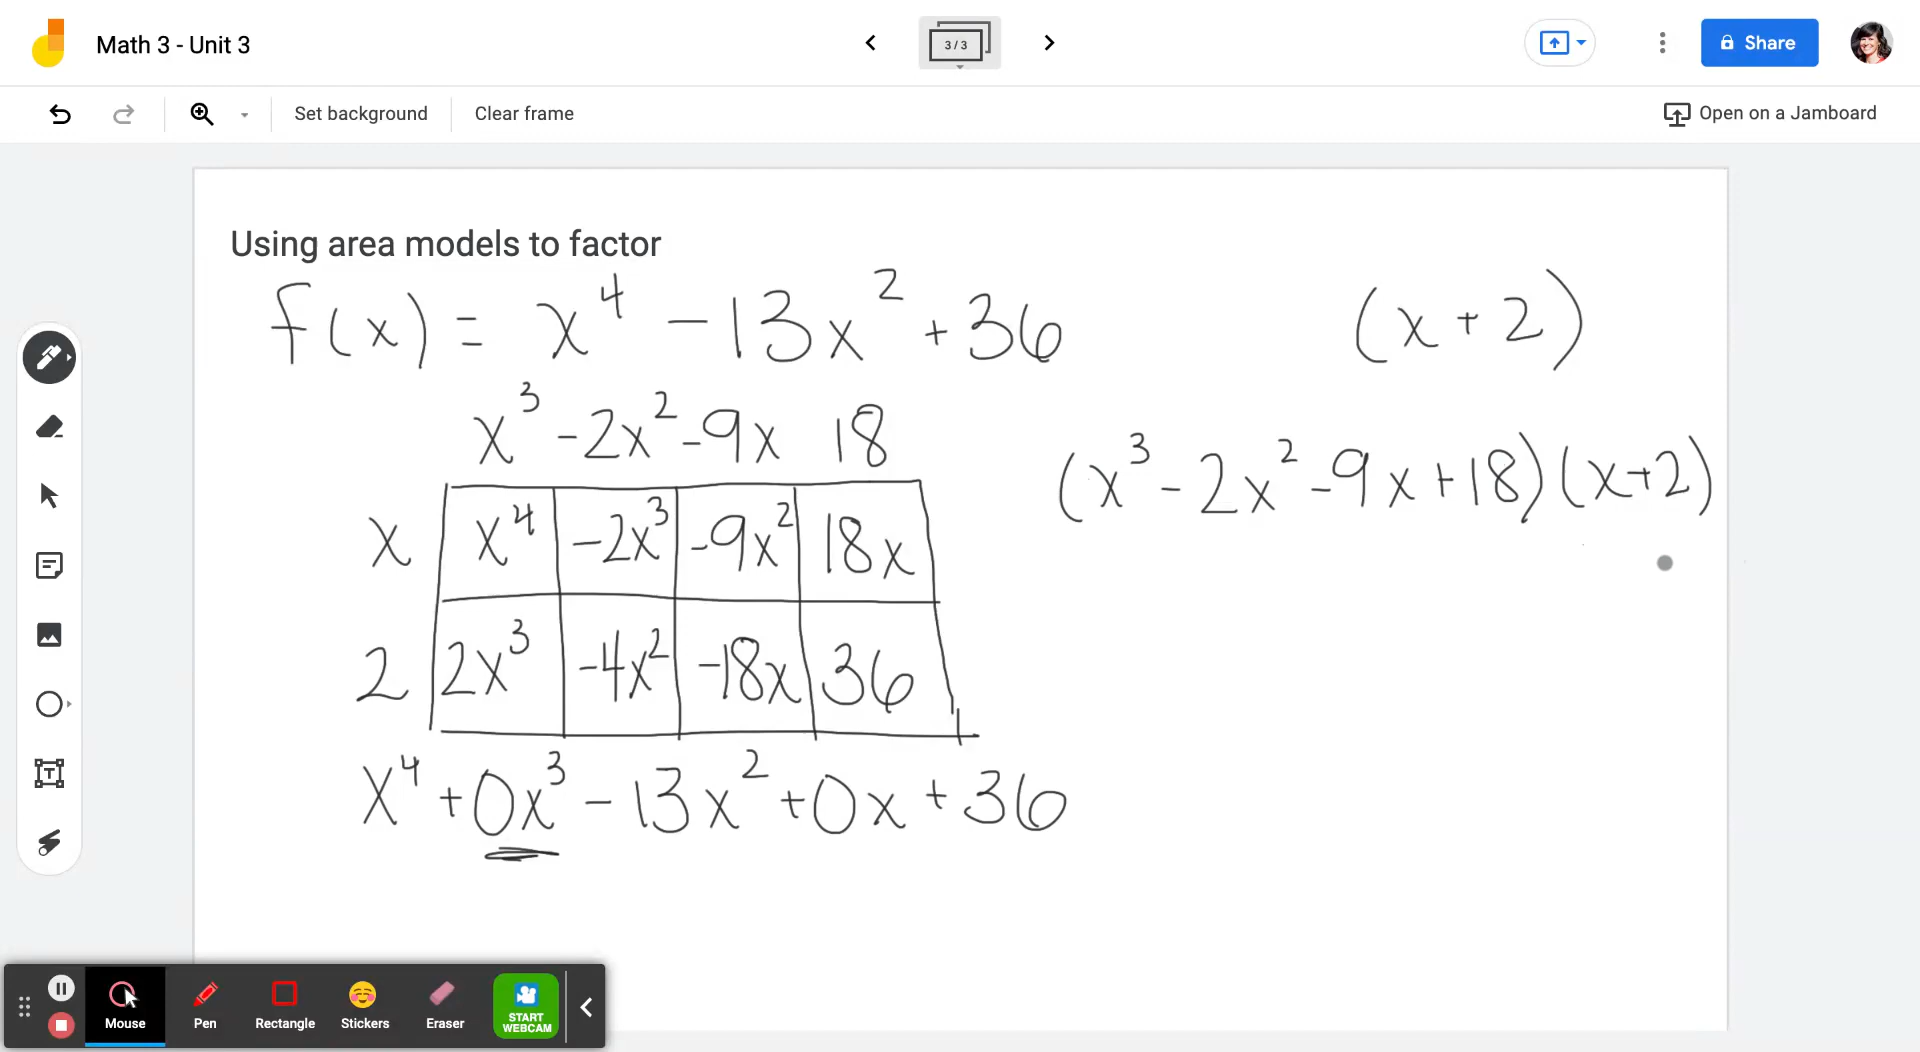 Math 3 - Unit 3
3 / 3
Share
Set background
Clear frame
Open on a Jamboard
Using area models to factor
f(x) = x⁴ - 13x² + 36
(x + 2)
x³ - 2x² - 9x 18
(x³ - 2x² - 9x + 18)(x + 2)
x x⁴ -2x³ -9x² 18x
2 2x³ -4x² -18x 36
x⁴ + 0x³ - 13x² + 0x + 36
Mouse
Pen
Rectangle
Stickers
Eraser
START
WEBCAM